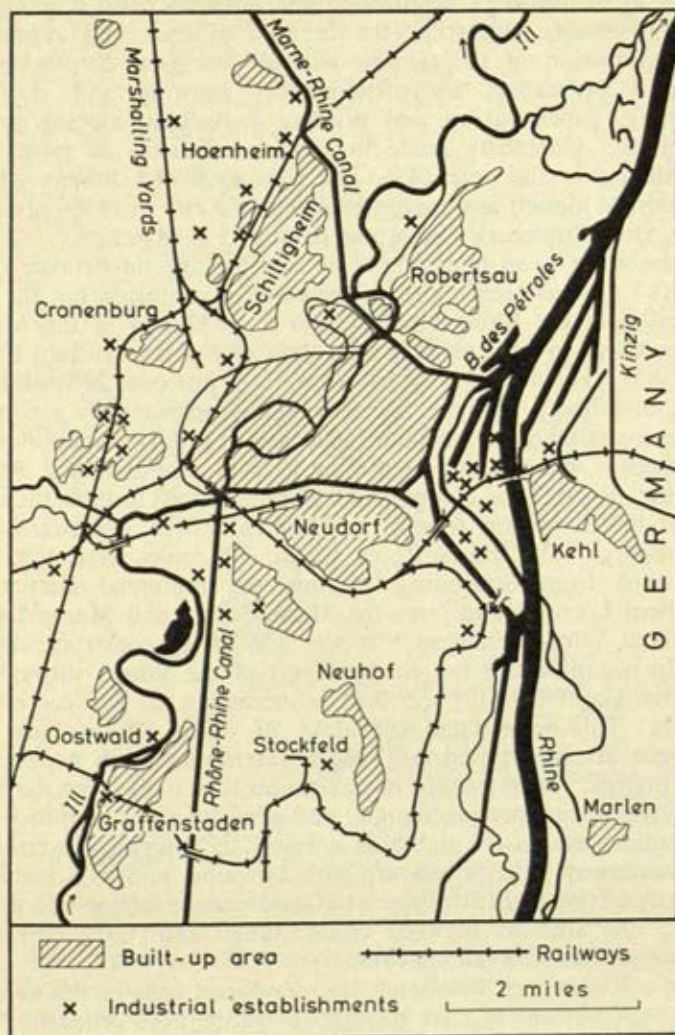 Ill
Marne-Rhine Canal
Marshalling Yards
Hoenheim
Schiltigheim
Robertsau
Cronenburg
B. des Pétroles
Kinzig
GERMANY
Neudorf
Kehl
Rhône-Rhine Canal
Neuhof
Oostwald
Stockfeld
Rhine
Ill
Graffenstaden
Marlen
Built-up area
Railways
Industrial establishments
2 miles